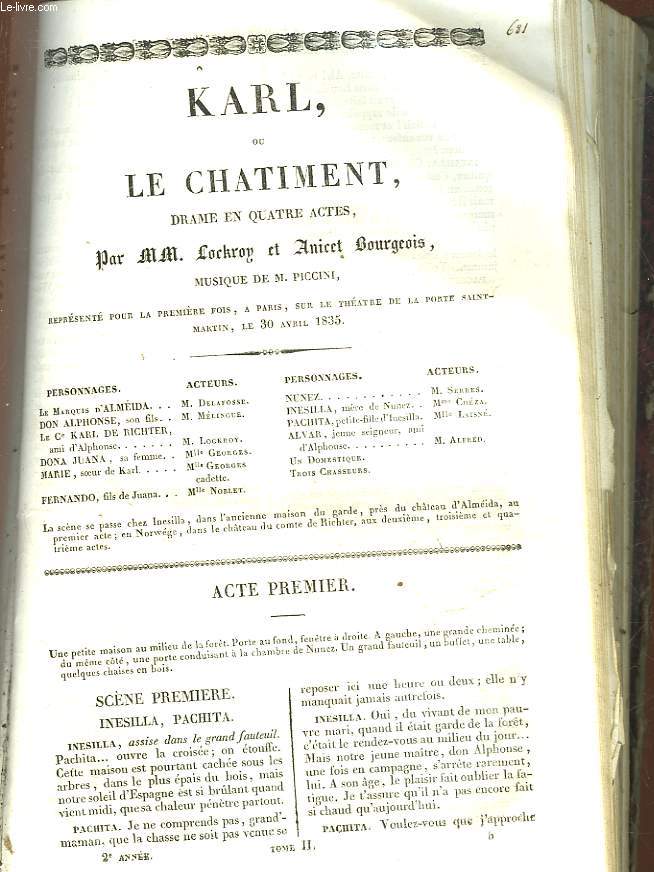 Le-livre.com
681
KARL,
OU
LE CHATIMENT,
DRAME EN QUATRE ACTES,
Par MM. Lockroy et Anicet Bourgeois,
MUSIQUE DE M. PICCINI,
REPRÉSENTÉ POUR LA PREMIÈRE FOIS, A PARIS, SUR LE THÉATRE DE LA PORTE SAINT-
MARTIN, LE 30 AVRIL 1835.
PERSONNAGES. ACTEURS.
LE MARQUIS D'ALMÉIDA. . . M. DELAFOSSE.
DON ALPHONSE, son fils. . M. MÉLINGUE.
LE Cte KARL DE RICHTER,
ami d'Alphonse. . . . . . . M. LOCKROY.
DONA JUANA, sa femme. . Mlle GEORGES.
MARIE, sœur de Karl. . . . . Mlle GEORGES
cadette.
FERNANDO, fils de Juana. . . Mlle NOBLET.
PERSONNAGES. ACTEURS.
NUNEZ. . . . . . . . . . . . M. SERRES.
INESILLA, mère de Nunez. . Mme CHÉZA.
PACHITA, petite-fille d'Inesilla. Mlle LAISNÉ.
ALVAR, jeune seigneur, ami
d'Alphonse. . . . . . . . . M. ALFRED.
UN DOMESTIQUE.
TROIS CHASSEURS.
La scène se passe chez Inesilla, dans l'ancienne maison du garde, près du château d'Alméida, au
premier acte; en Norwége, dans le château du comte de Richter, aux deuxième, troisième et qua-
trième actes.
ACTE PREMIER.
Une petite maison au milieu de la forêt. Porte au fond, fenêtre à droite. A gauche, une grande cheminée;
du même côté, une porte conduisant à la chambre de Nunez. Un grand fauteuil, un buffet, une table,
quelques chaises en bois.
SCÈNE PREMIERE.
INESILLA, PACHITA.
INESILLA, assise dans le grand fauteuil.
Pachita... ouvre la croisée; on étouffe.
Cette maison est pourtant cachée sous les
arbres, dans le plus épais du bois, mais
notre soleil d'Espagne est si brûlant quand
vient midi, que sa chaleur pénètre partout.
PACHITA. Je ne comprends pas, grand'-
maman, que la chasse ne soit pas venue se
2e ANNÉE.
reposer ici une heure ou deux; elle n'y
manquait jamais autrefois.
INESILLA. Oui, du vivant de mon pau-
vre mari, quand il était garde de la forêt,
c'était le rendez-vous au milieu du jour...
Mais notre jeune maître, don Alphonse,
une fois en campagne, s'arrête rarement,
lui. A son âge, le plaisir fait oublier la fa-
tigue. Je t'assure qu'il n'a pas encore fait
si chaud qu'aujourd'hui.
PACHITA. Voulez-vous que j'approche
TOME II. b